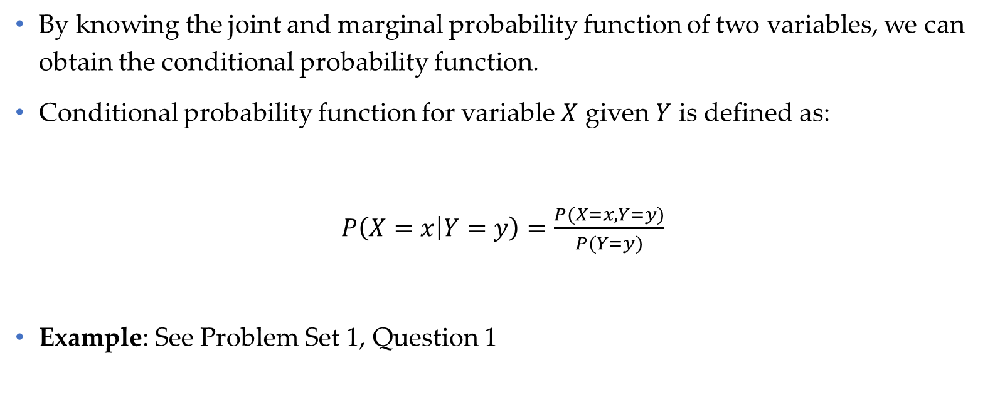 • By knowing the joint and marginal probability function of two variables, we can
obtain the conditional probability function.
• Conditional probability function for variable X given Y is defined as:
P(X = x|Y = y) = P(X=x,Y=y) / P(Y=y)
• Example: See Problem Set 1, Question 1